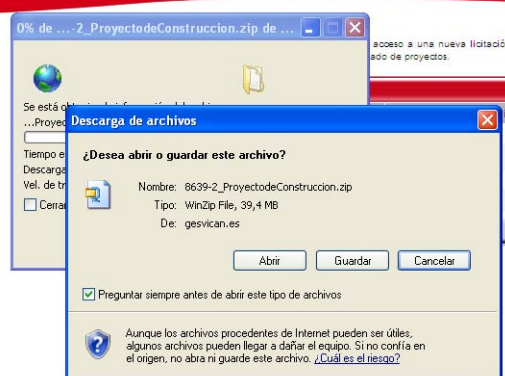 0% de ...-2_ProyectodeConstruccion.zip de ...
acceso a una nueva licitació
ado de proyectos.
Se está
...Proyec
Tiempo e
Descarga
Vel. de tr
Cerrar
Descarga de archivos
¿Desea abrir o guardar este archivo?
Nombre: 8639-2_ProyectodeConstruccion.zip
Tipo: WinZip File, 39,4 MB
De: gesvican.es
Abrir
Guardar
Cancelar
Preguntar siempre antes de abrir este tipo de archivos
Aunque los archivos procedentes de Internet pueden ser útiles,
algunos archivos pueden llegar a dañar el equipo. Si no confía en
el origen, no abra ni guarde este archivo. ¿Cuál es el riesgo?